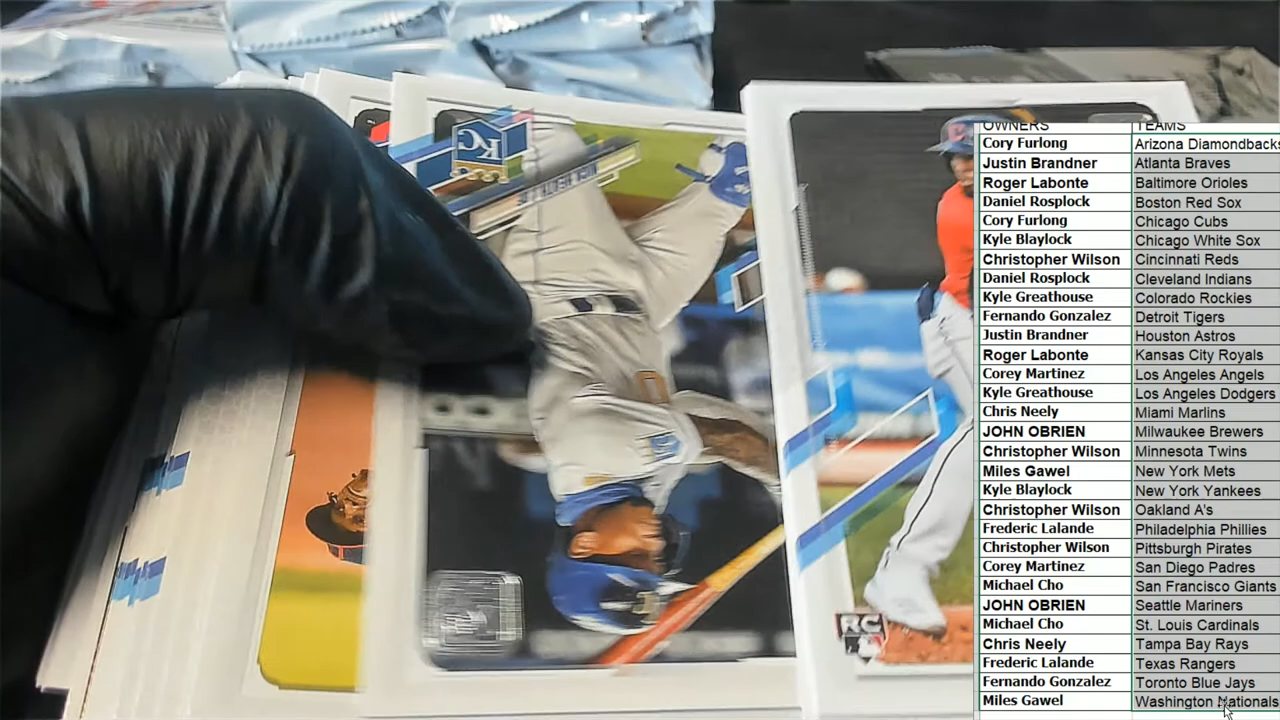 OWNERS TEAMS
Cory Furlong Arizona Diamondbacks
Justin Brandner Atlanta Braves
Roger Labonte Baltimore Orioles
Daniel Rosplock Boston Red Sox
Cory Furlong Chicago Cubs
Kyle Blaylock Chicago White Sox
Christopher Wilson Cincinnati Reds
Daniel Rosplock Cleveland Indians
Kyle Greathouse Colorado Rockies
Fernando Gonzalez Detroit Tigers
Justin Brandner Houston Astros
Roger Labonte Kansas City Royals
Corey Martinez Los Angeles Angels
Kyle Greathouse Los Angeles Dodgers
Chris Neely Miami Marlins
JOHN OBRIEN Milwaukee Brewers
Christopher Wilson Minnesota Twins
Miles Gawel New York Mets
Kyle Blaylock New York Yankees
Christopher Wilson Oakland A's
Frederic Lalande Philadelphia Phillies
Christopher Wilson Pittsburgh Pirates
Corey Martinez San Diego Padres
Michael Cho San Francisco Giants
JOHN OBRIEN Seattle Mariners
Michael Cho St. Louis Cardinals
Chris Neely Tampa Bay Rays
Frederic Lalande Texas Rangers
Fernando Gonzalez Toronto Blue Jays
Miles Gawel Washington Nationals
KC
RC